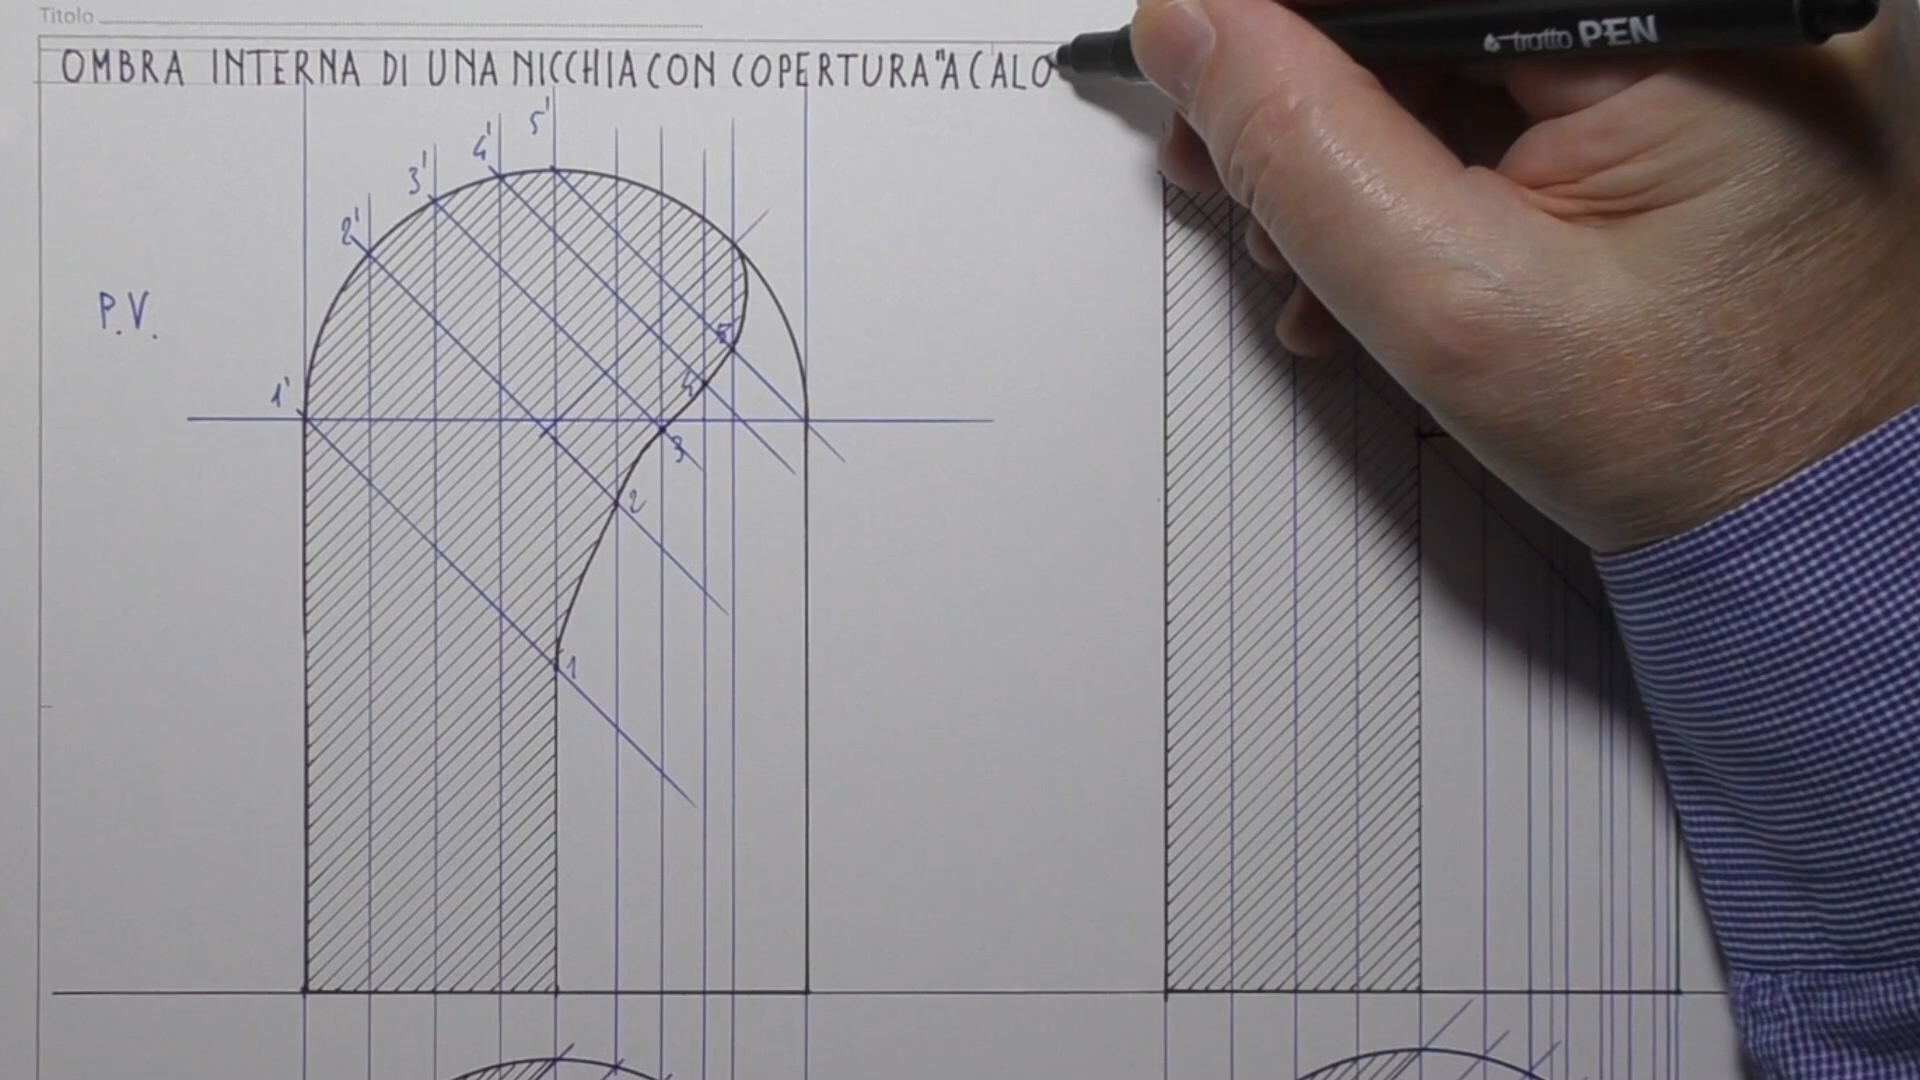 Titolo
OMBRA INTERNA DI UNA NICCHIA CON COPERTURA "A CALO
tratto PEN
5'
4'
3'
2'
P.V.
1'
5
4
3
2
1